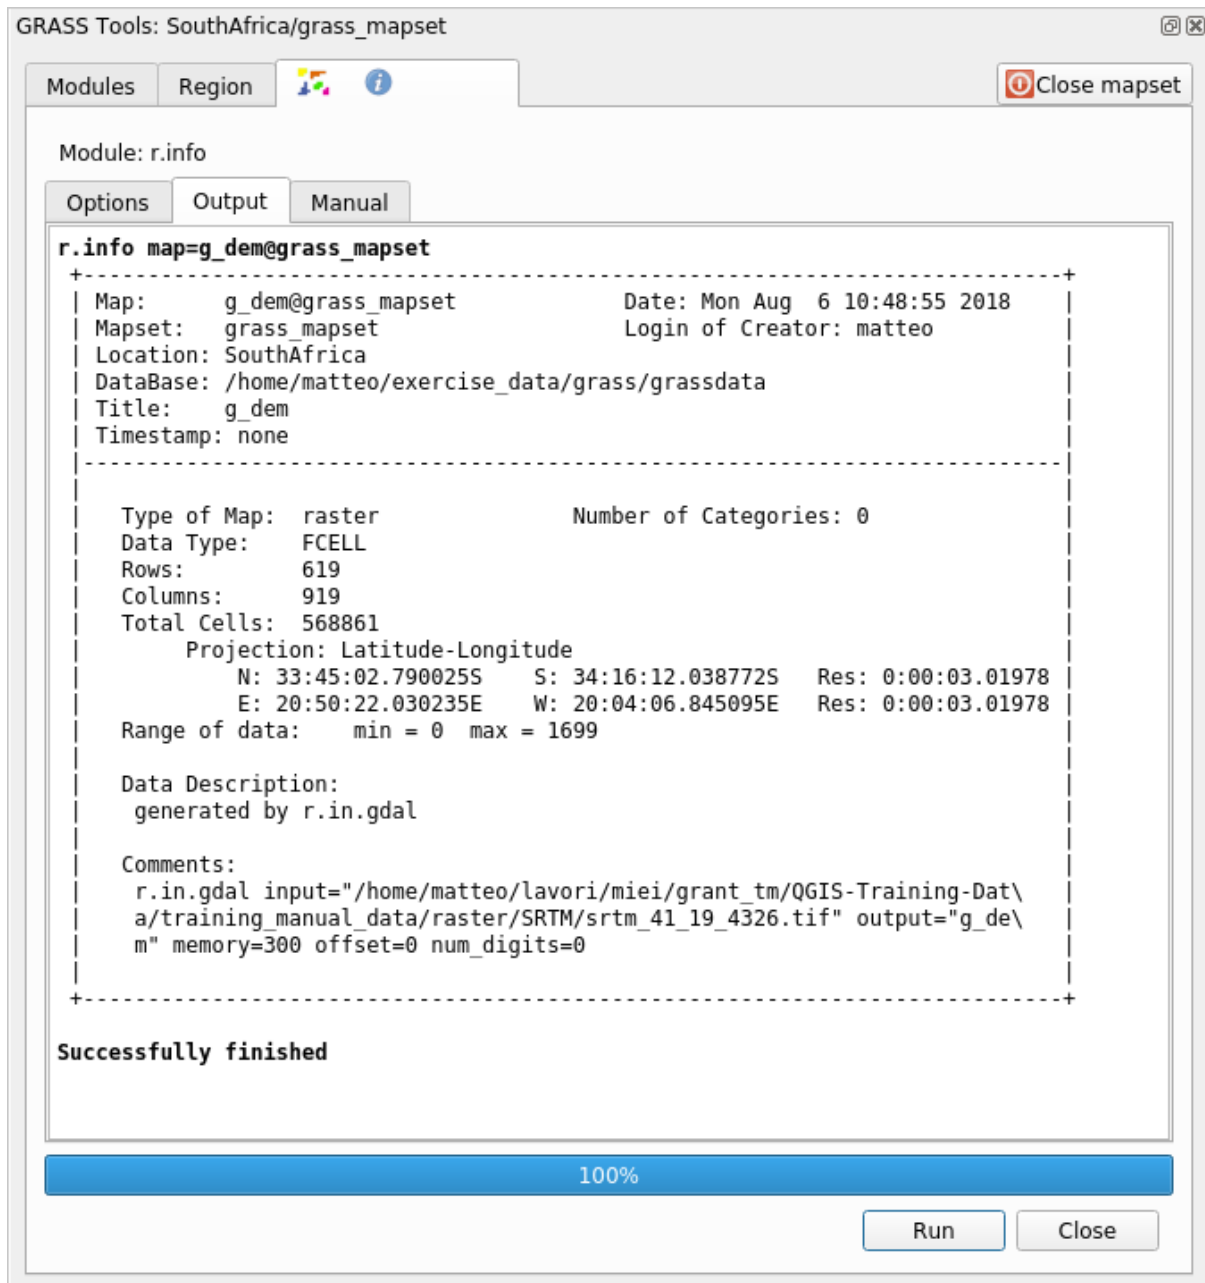 GRASS Tools: SouthAfrica/grass_mapset
Modules Region Close mapset
Module: r.info
Options Output Manual
r.info map=g_dem@grass_mapset
+----------------------------------------------------------------------------+
| Map:      g_dem@grass_mapset             Date: Mon Aug  6 10:48:55 2018    |
| Mapset:   grass_mapset                   Login of Creator: matteo          |
| Location: SouthAfrica                                                      |
| DataBase: /home/matteo/exercise_data/grass/grassdata                       |
| Title:    g_dem                                                            |
| Timestamp: none                                                            |
|----------------------------------------------------------------------------|
|                                                                            |
|   Type of Map:  raster               Number of Categories: 0               |
|   Data Type:    FCELL                                                      |
|   Rows:         619                                                        |
|   Columns:      919                                                        |
|   Total Cells:  568861                                                     |
|        Projection: Latitude-Longitude                                      |
|            N: 33:45:02.790025S    S: 34:16:12.038772S   Res: 0:00:03.01978 |
|            E: 20:50:22.030235E    W: 20:04:06.845095E   Res: 0:00:03.01978 |
|   Range of data:    min = 0  max = 1699                                    |
|                                                                            |
|   Data Description:                                                        |
|    generated by r.in.gdal                                                  |
|                                                                            |
|   Comments:                                                                |
|    r.in.gdal input="/home/matteo/lavori/miei/grant_tm/QGIS-Training-Dat\   |
|    a/training_manual_data/raster/SRTM/srtm_41_19_4326.tif" output="g_de\   |
|    m" memory=300 offset=0 num_digits=0                                     |
|                                                                            |
+----------------------------------------------------------------------------+
Successfully finished
100%
Run Close